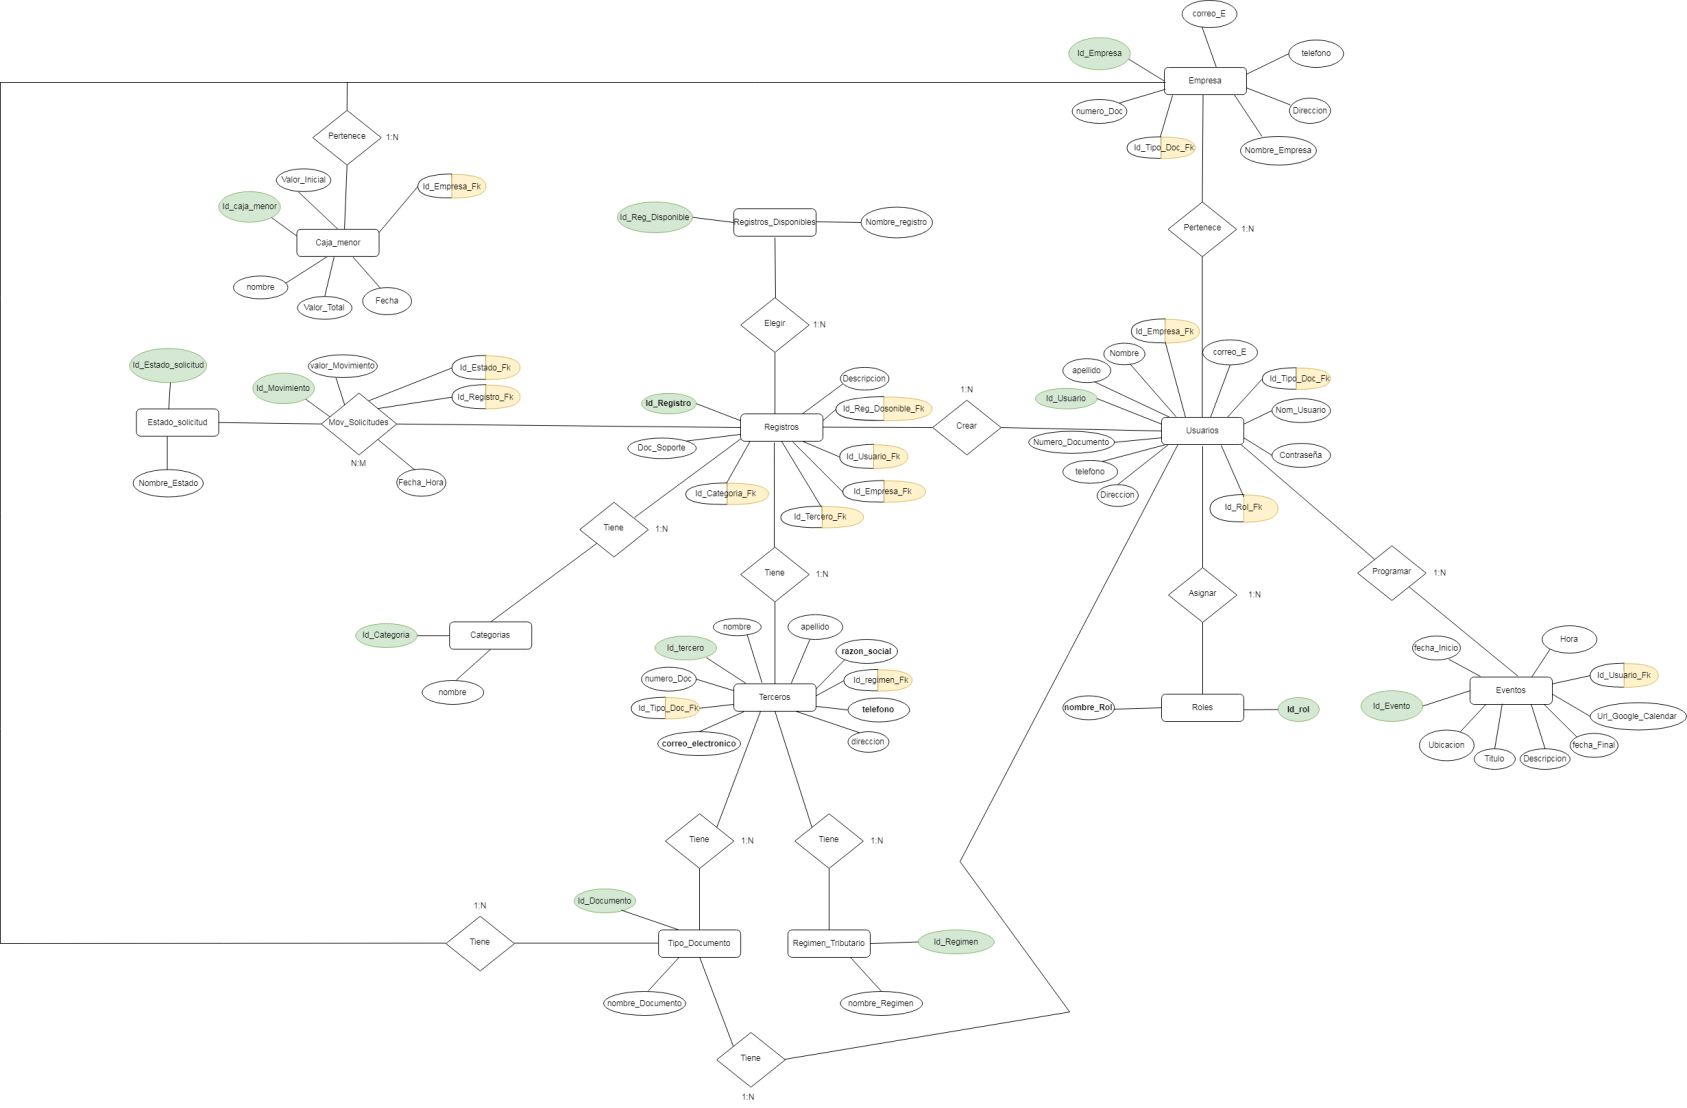 correo_E
Id_Empresa
telefono
Empresa
numero_Doc
Direccion
Id_Tipo_Doc_Fk
Nombre_Empresa
Pertenece
1:N
Valor_Inicial
Id_Empresa_Fk
Id_caja_menor
Caja_menor
nombre
Valor_Total
Fecha
Id_Reg_Disponible
Registros_Disponibles
Nombre_registro
Elegir
1:N
Pertenece
1:N
Id_Empresa_Fk
Nombre
correo_E
apellido
Id_Tipo_Doc_Fk
Id_Usuario
Nom_Usuario
Usuarios
Numero_Documento
Contraseña
telefono
Direccion
Id_Rol_Fk
Id_Estado_solicitud
Estado_solicitud
Nombre_Estado
valor_Movimiento
Id_Movimiento
Id_Estado_Fk
Id_Registro_Fk
Mov_Solicitudes
N:M
Fecha_Hora
Id_Registro
Descripcion
Id_Reg_Dosonible_Fk
Registros
Doc_Soporte
Id_Usuario_Fk
Id_Categoria_Fk
Id_Empresa_Fk
Id_Tercero_Fk
1:N
Crear
Tiene
1:N
Tiene
1:N
Asignar
1:N
Programar
1:N
Id_Categoria
Categorias
nombre
nombre
apellido
Id_tercero
razon_social
numero_Doc
Id_regimen_Fk
Id_Tipo_Doc_Fk
Terceros
telefono
correo_electronico
direccion
nombre_Rol
Roles
Id_rol
fecha_Inicio
Hora
Id_Usuario_Fk
Id_Evento
Eventos
Url_Google_Calendar
Ubicacion
Titulo
Descripcion
fecha_Final
Tiene
1:N
Tiene
1:N
Id_Documento
1:N
Tiene
Tipo_Documento
Regimen_Tributario
Id_Regimen
nombre_Documento
nombre_Regimen
Tiene
1:N